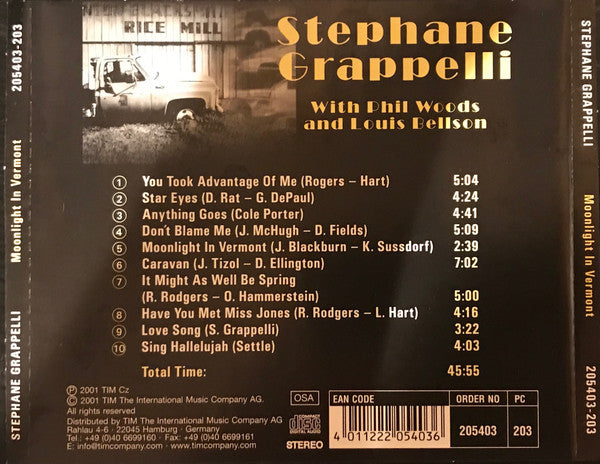 STEPHANE GRAPPELLI
Moonlight In Vermont
205403-203
RICE MILL
Stephane
Grappelli
With Phil Woods
and Louis Bellson
1 You Took Advantage Of Me (Rogers – Hart) 5:04
2 Star Eyes (D. Rat – G. DePaul) 4:24
3 Anything Goes (Cole Porter) 4:41
4 Don't Blame Me (J. McHugh – D. Fields) 5:09
5 Moonlight In Vermont (J. Blackburn – K. Sussdorf) 2:39
6 Caravan (J. Tizol – D. Ellington) 7:02
7 It Might As Well Be Spring
(R. Rodgers – O. Hammerstein) 5:00
8 Have You Met Miss Jones (R. Rodgers – L. Hart) 4:16
9 Love Song (S. Grappelli) 3:22
10 Sing Hallelujah (Settle) 4:03
Total Time: 45:55
℗ 2001 TIM Cz
© 2001 TIM The International Music Company AG.
All rights reserved
Distributed by TIM The International Music Company AG
Rahlau 4-6 · 22045 Hamburg · Germany
Tel.: +49 (0)40 6699160 · Fax: +49 (0)40 6699161
E: info@timcompany.com · www.timcompany.com
OSA
COMPACT
disc
DIGITAL AUDIO
STEREO
EAN CODE
4 011222 054036
ORDER NO
205403
PC
203
STEPHANE GRAPPELLI
Moonlight In Vermont
205403-203